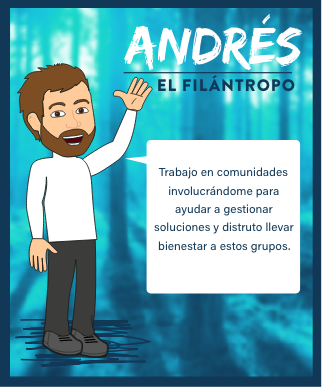 ANDRÉS
EL FILÁNTROPO
Trabajo en comunidades
involucrándome para
ayudar a gestionar
soluciones y distruto llevar
bienestar a estos grupos.